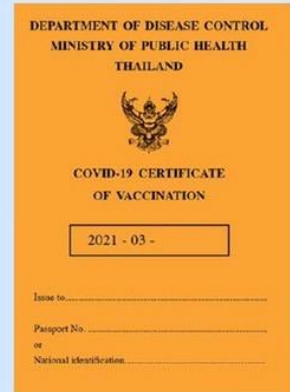 DEPARTMENT OF DISEASE CONTROL
MINISTRY OF PUBLIC HEALTH
THAILAND
COVID-19 CERTIFICATE
OF VACCINATION
2021 - 03 -
Issue to
Passport No.
or
National identification